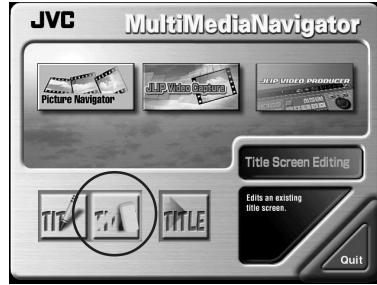 JVC MultiMediaNavigator
Picture Navigator
JLIP Video Capture
JLIP VIDEO PRODUCER
Title Screen Editing
Edits an existing
title screen.
TITLE
Quit